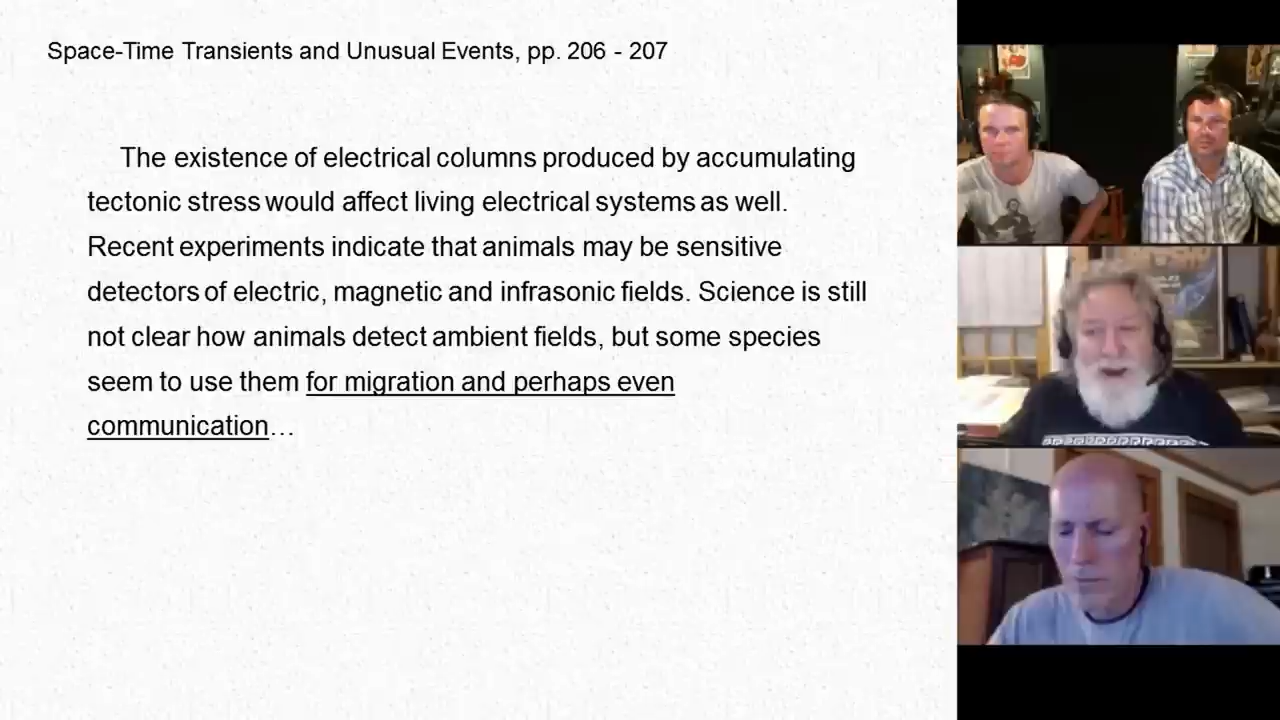 Space-Time Transients and Unusual Events, pp. 206 - 207
The existence of electrical columns produced by accumulating
tectonic stress would affect living electrical systems as well.
Recent experiments indicate that animals may be sensitive
detectors of electric, magnetic and infrasonic fields. Science is still
not clear how animals detect ambient fields, but some species
seem to use them for migration and perhaps even
communication…